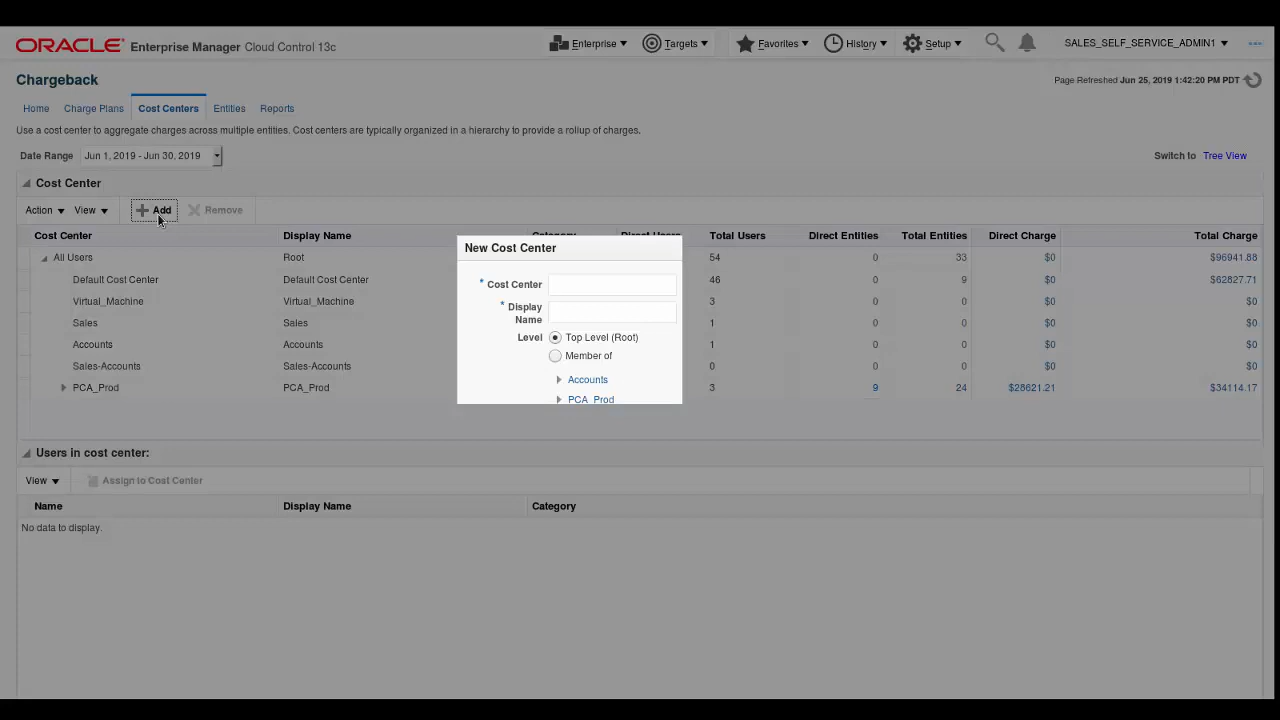 ORACLE Enterprise Manager Cloud Control 13c Enterprise Targets Favorites History Setup SALES_SELF_SERVICE_ADMIN1
Chargeback Page Refreshed Jun 25, 2019 1:42:20 PM PDT
Home Charge Plans Cost Centers Entities Reports
Use a cost center to aggregate charges across multiple entities. Cost centers are typically organized in a hierarchy to provide a rollup of charges.
Date Range Jun 1, 2019 - Jun 30, 2019 Switch to Tree View
Cost Center
Action View Add Remove
Cost Center Display Name Category Direct Users Total Users Direct Entities Total Entities Direct Charge Total Charge
All Users Root 54 0 33 $0 $96941.88
Default Cost Center Default Cost Center 46 0 9 $0 $62827.71
Virtual_Machine Virtual_Machine 3 0 0 $0 $0
Sales Sales 1 0 0 $0 $0
Accounts Accounts 1 0 0 $0 $0
Sales-Accounts Sales-Accounts 0 0 0 $0 $0
PCA_Prod PCA_Prod 3 9 24 $28621.21 $34114.17
New Cost Center
* Cost Center
* Display
Name
Level Top Level (Root)
Member of
Accounts
PCA_Prod
Users in cost center:
View Assign to Cost Center
Name Display Name Category
No data to display.